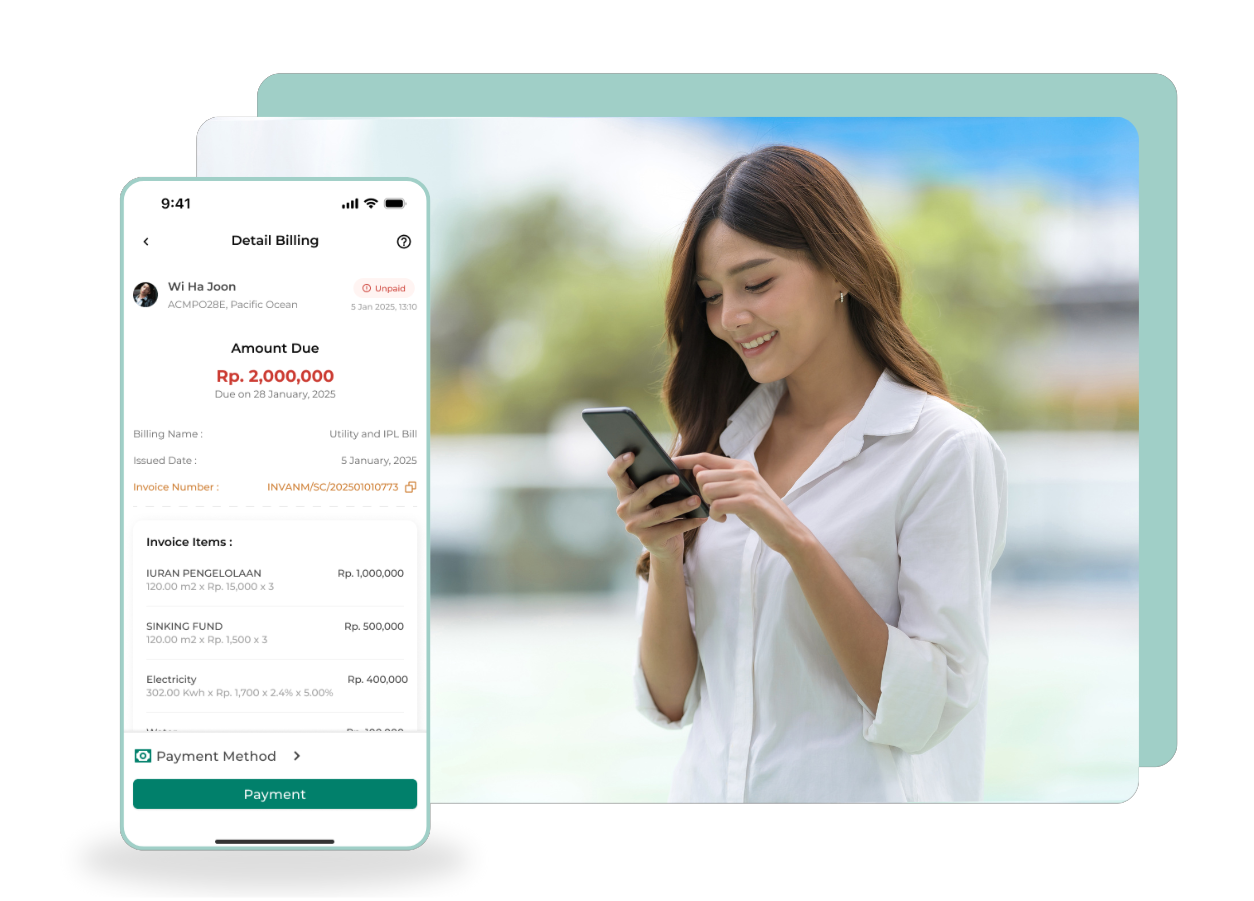 9:41
Detail Billing
Wi Ha Joon
Unpaid
ACMPO28E, Pacific Ocean
5 Jan 2025, 13:10
Amount Due
Rp. 2,000,000
Due on 28 January, 2025
Billing Name : Utility and IPL Bill
Issued Date : 5 January, 2025
Invoice Number : INVANM/SC/202501010773
Invoice Items :
IURAN PENGELOLAAN Rp. 1,000,000
120.00 m2 x Rp. 15,000 x 3
SINKING FUND Rp. 500,000
120.00 m2 x Rp. 1,500 x 3
Electricity Rp. 400,000
302.00 Kwh x Rp. 1,700 x 2.4% x 5.00%
Payment Method
Payment